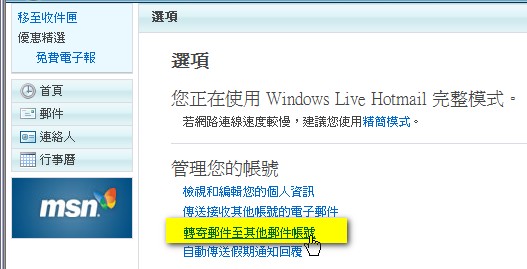 移至收件匣
優惠精選
免費電子報
首頁
郵件
連絡人
行事曆
msn
選項
選項
您正在使用 Windows Live Hotmail 完整模式。
若網路連線速度較慢，建議您使用精簡模式。
管理您的帳號
檢視和編輯您的個人資訊
傳送接收其他帳號的電子郵件
轉寄郵件至其他郵件帳號
自動傳送假期通知回覆